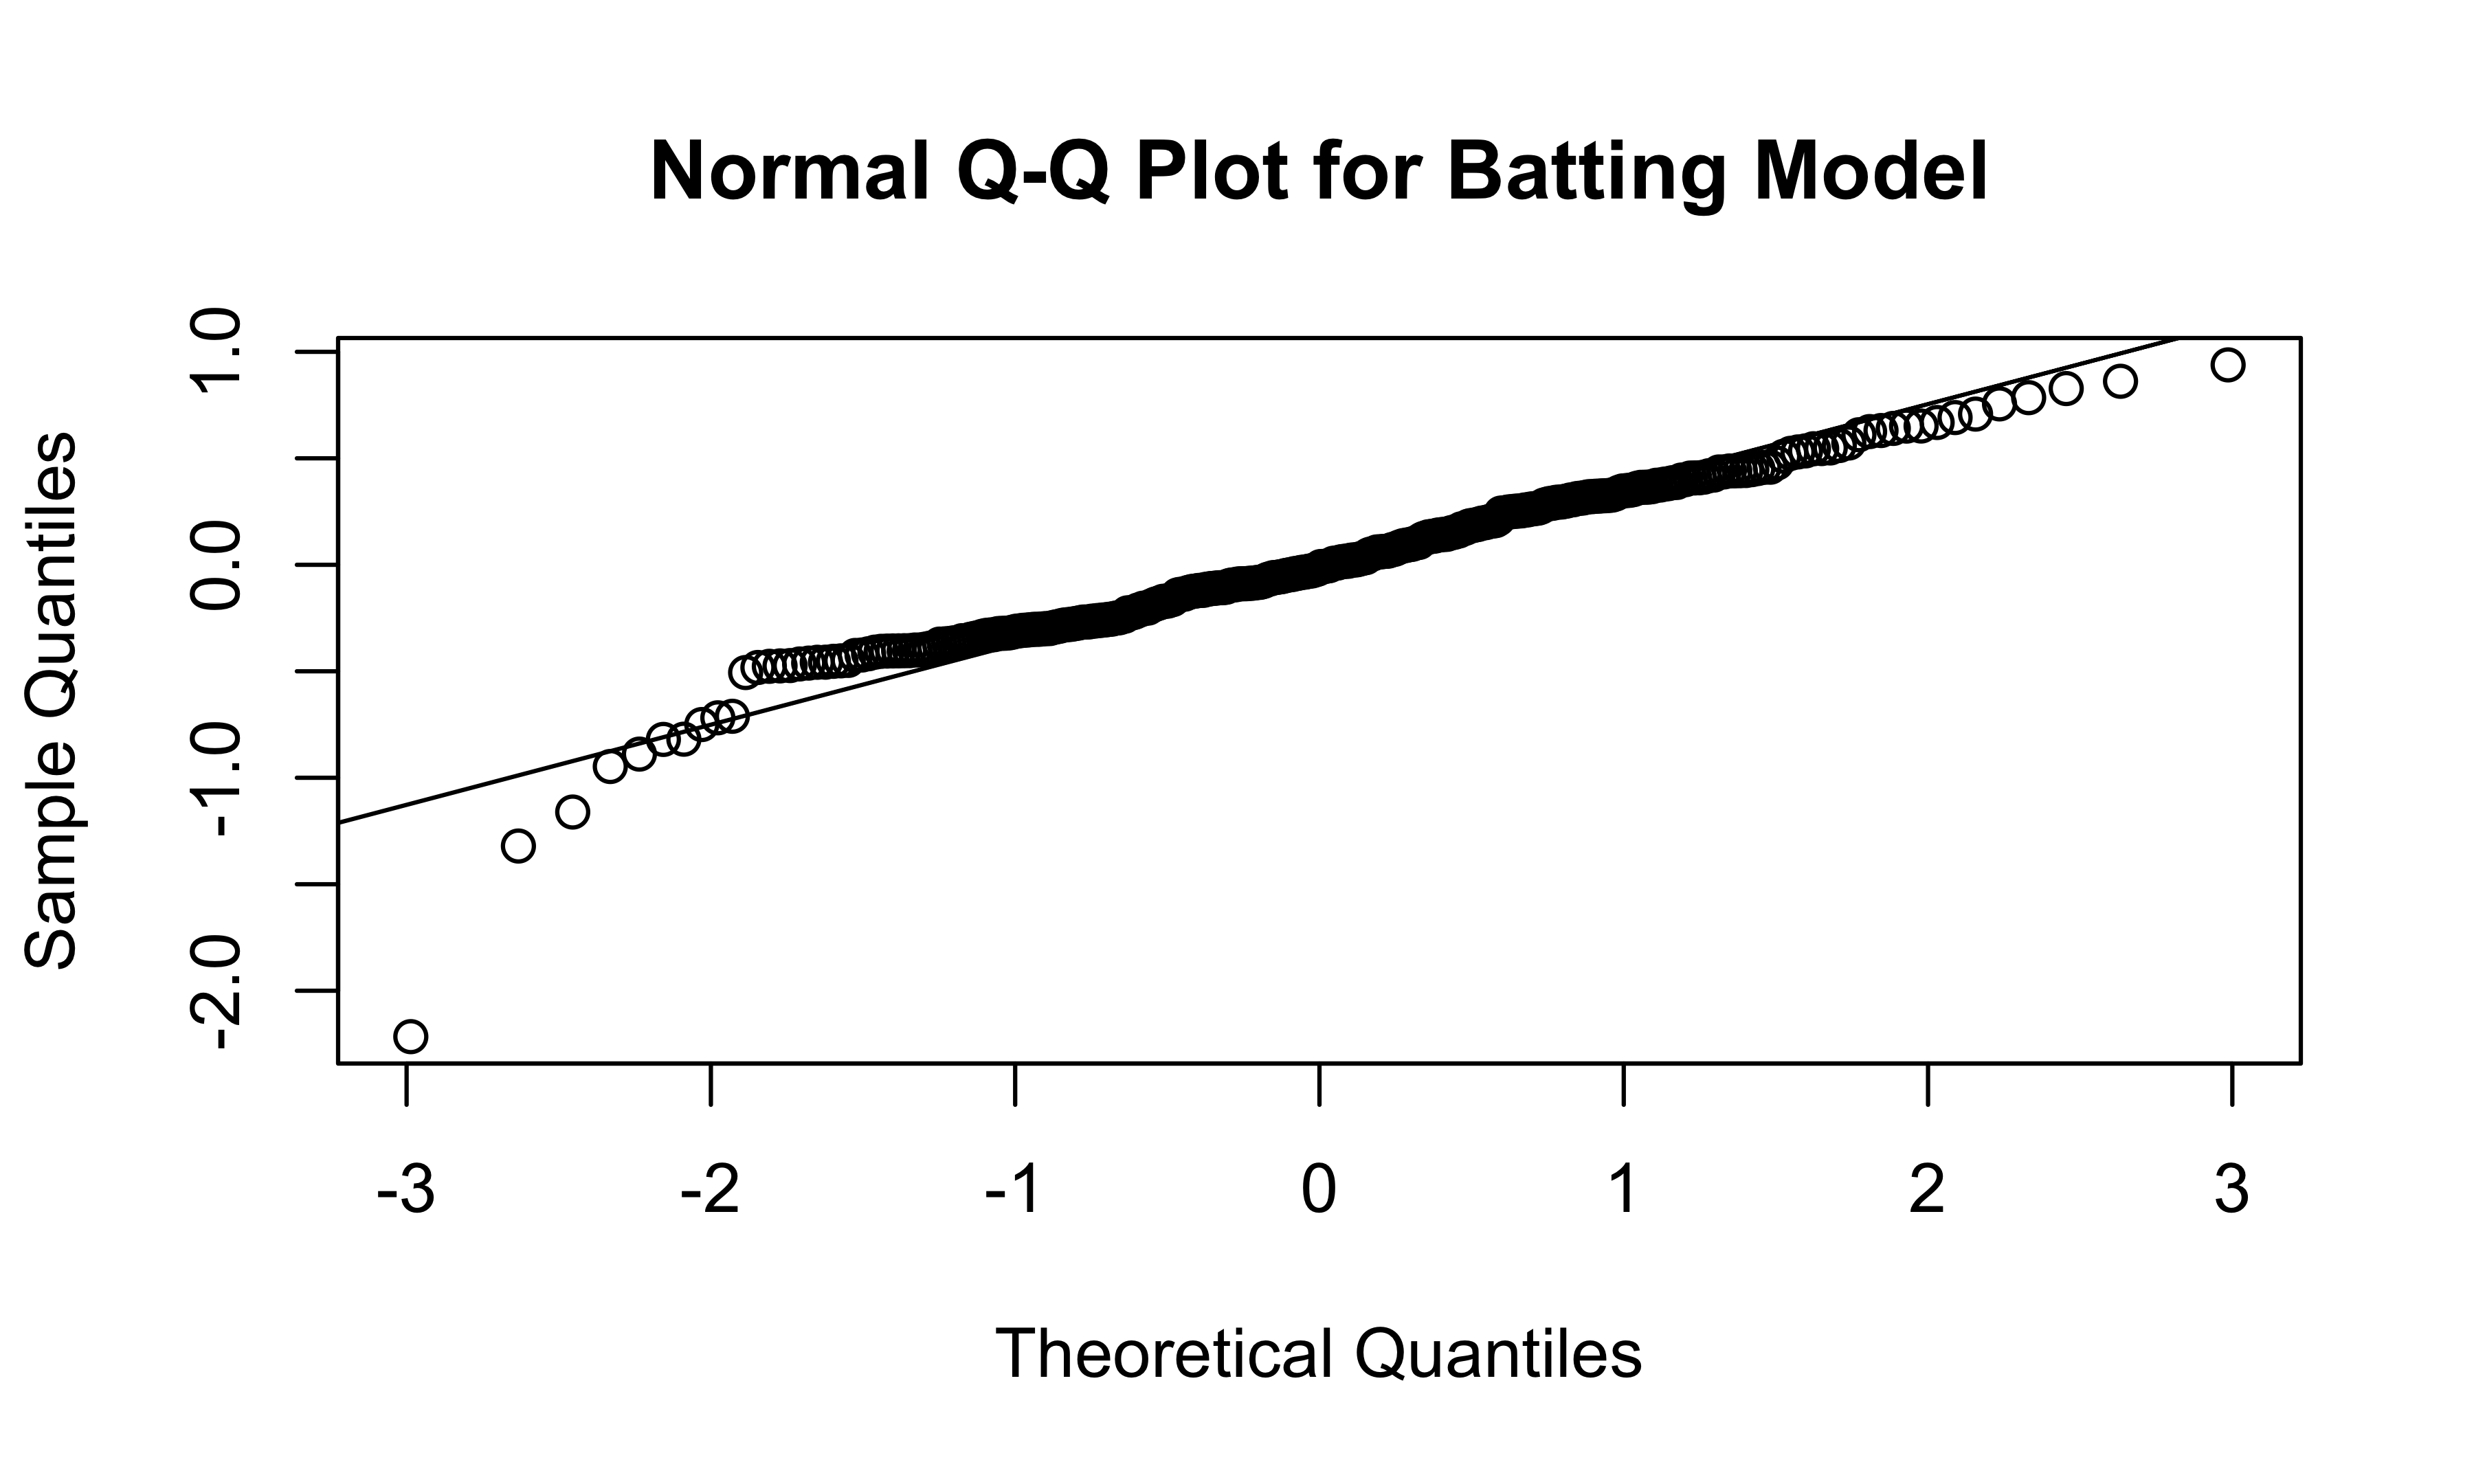 Normal Q-Q Plot for Batting Model
Sample Quantiles
1.0
0.0
-1.0
-2.0
-3 -2 -1 0 1 2 3
Theoretical Quantiles